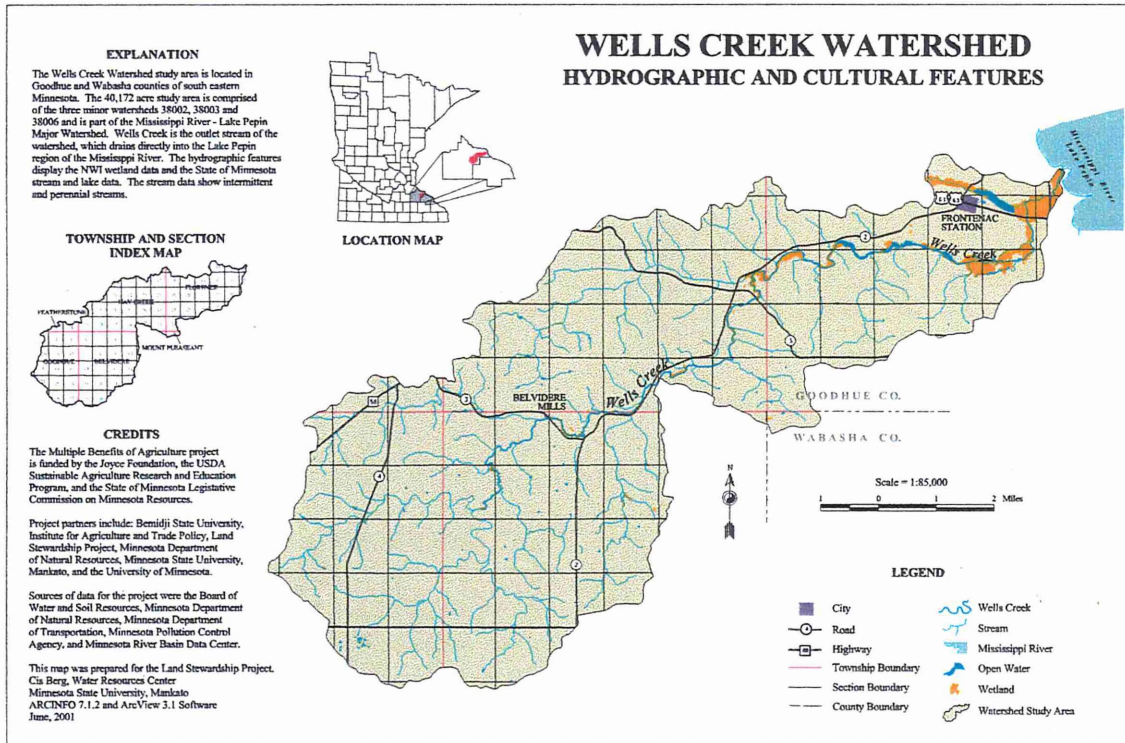 WELLS CREEK WATERSHED
HYDROGRAPHIC AND CULTURAL FEATURES
EXPLANATION
The Wells Creek Watershed study area is located in
Goodhue and Wabasha counties of south eastern
Minnesota. The 40,172 acre study area is comprised
of the three minor watersheds 38002, 38003 and
38006 and is part of the Mississippi River - Lake Pepin
Major Watershed. Wells Creek is the outlet stream of the
watershed, which drains directly into the Lake Pepin
region of the Mississppi River. The hydrographic features
display the NWI wetland data and the State of Minnesota
stream and lake data. The stream data show intermittent
and perennial streams.
LOCATION MAP
TOWNSHIP AND SECTION
INDEX MAP
FLORENCE
HAY CREEK
FEATHERSTONE
MOUNT PLEASANT
GOODHUE
BELVIDERE
CREDITS
The Multiple Benefits of Agriculture project
is funded by the Joyce Foundation, the USDA
Sustainable Agriculture Research and Education
Program, and the State of Minnesota Legislative
Commission on Minnesota Resources.
Project partners include: Bemidji State University,
Institute for Agriculture and Trade Policy, Land
Stewardship Project, Minnesota Department
of Natural Resources, Minnesota State University,
Mankato, and the University of Minnesota.
Sources of data for the project were the Board of
Water and Soil Resources, Minnesota Department
of Natural Resources, Minnesota Department
of Transportation, Minnesota Pollution Control
Agency, and Minnesota River Basin Data Center.
This map was prepared for the Land Stewardship Project.
Cis Berg, Water Resources Center
Minnesota State University, Mankato
ARCINFO 7.1.2 and ArcView 3.1 Software
June, 2001
Mississippi River
Lake Pepin
61 63
FRONTENAC
STATION
2
Wells Creek
5
Wells Creek
BELVIDERE
MILLS
58
3
4
2
GOODHUE CO.
WABASHA CO.
N
Scale = 1:85,000
1 0 1 2 Miles
LEGEND
City
Road
Highway
Township Boundary
Section Boundary
County Boundary
Wells Creek
Stream
Mississippi River
Open Water
Wetland
Watershed Study Area